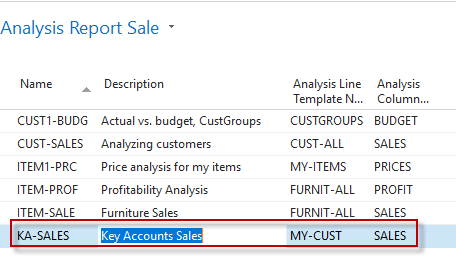 Analysis Report Sale
Name Description Analysis Line Template N... Analysis Column...
CUST1-BUDG Actual vs. budget, CustGroups CUSTGROUPS BUDGET
CUST-SALES Analyzing customers CUST-ALL SALES
ITEM1-PRC Price analysis for my items MY-ITEMS PRICES
ITEM-PROF Profitability Analysis FURNIT-ALL PROFIT
ITEM-SALE Furniture Sales FURNIT-ALL SALES
KA-SALES Key Accounts Sales MY-CUST SALES